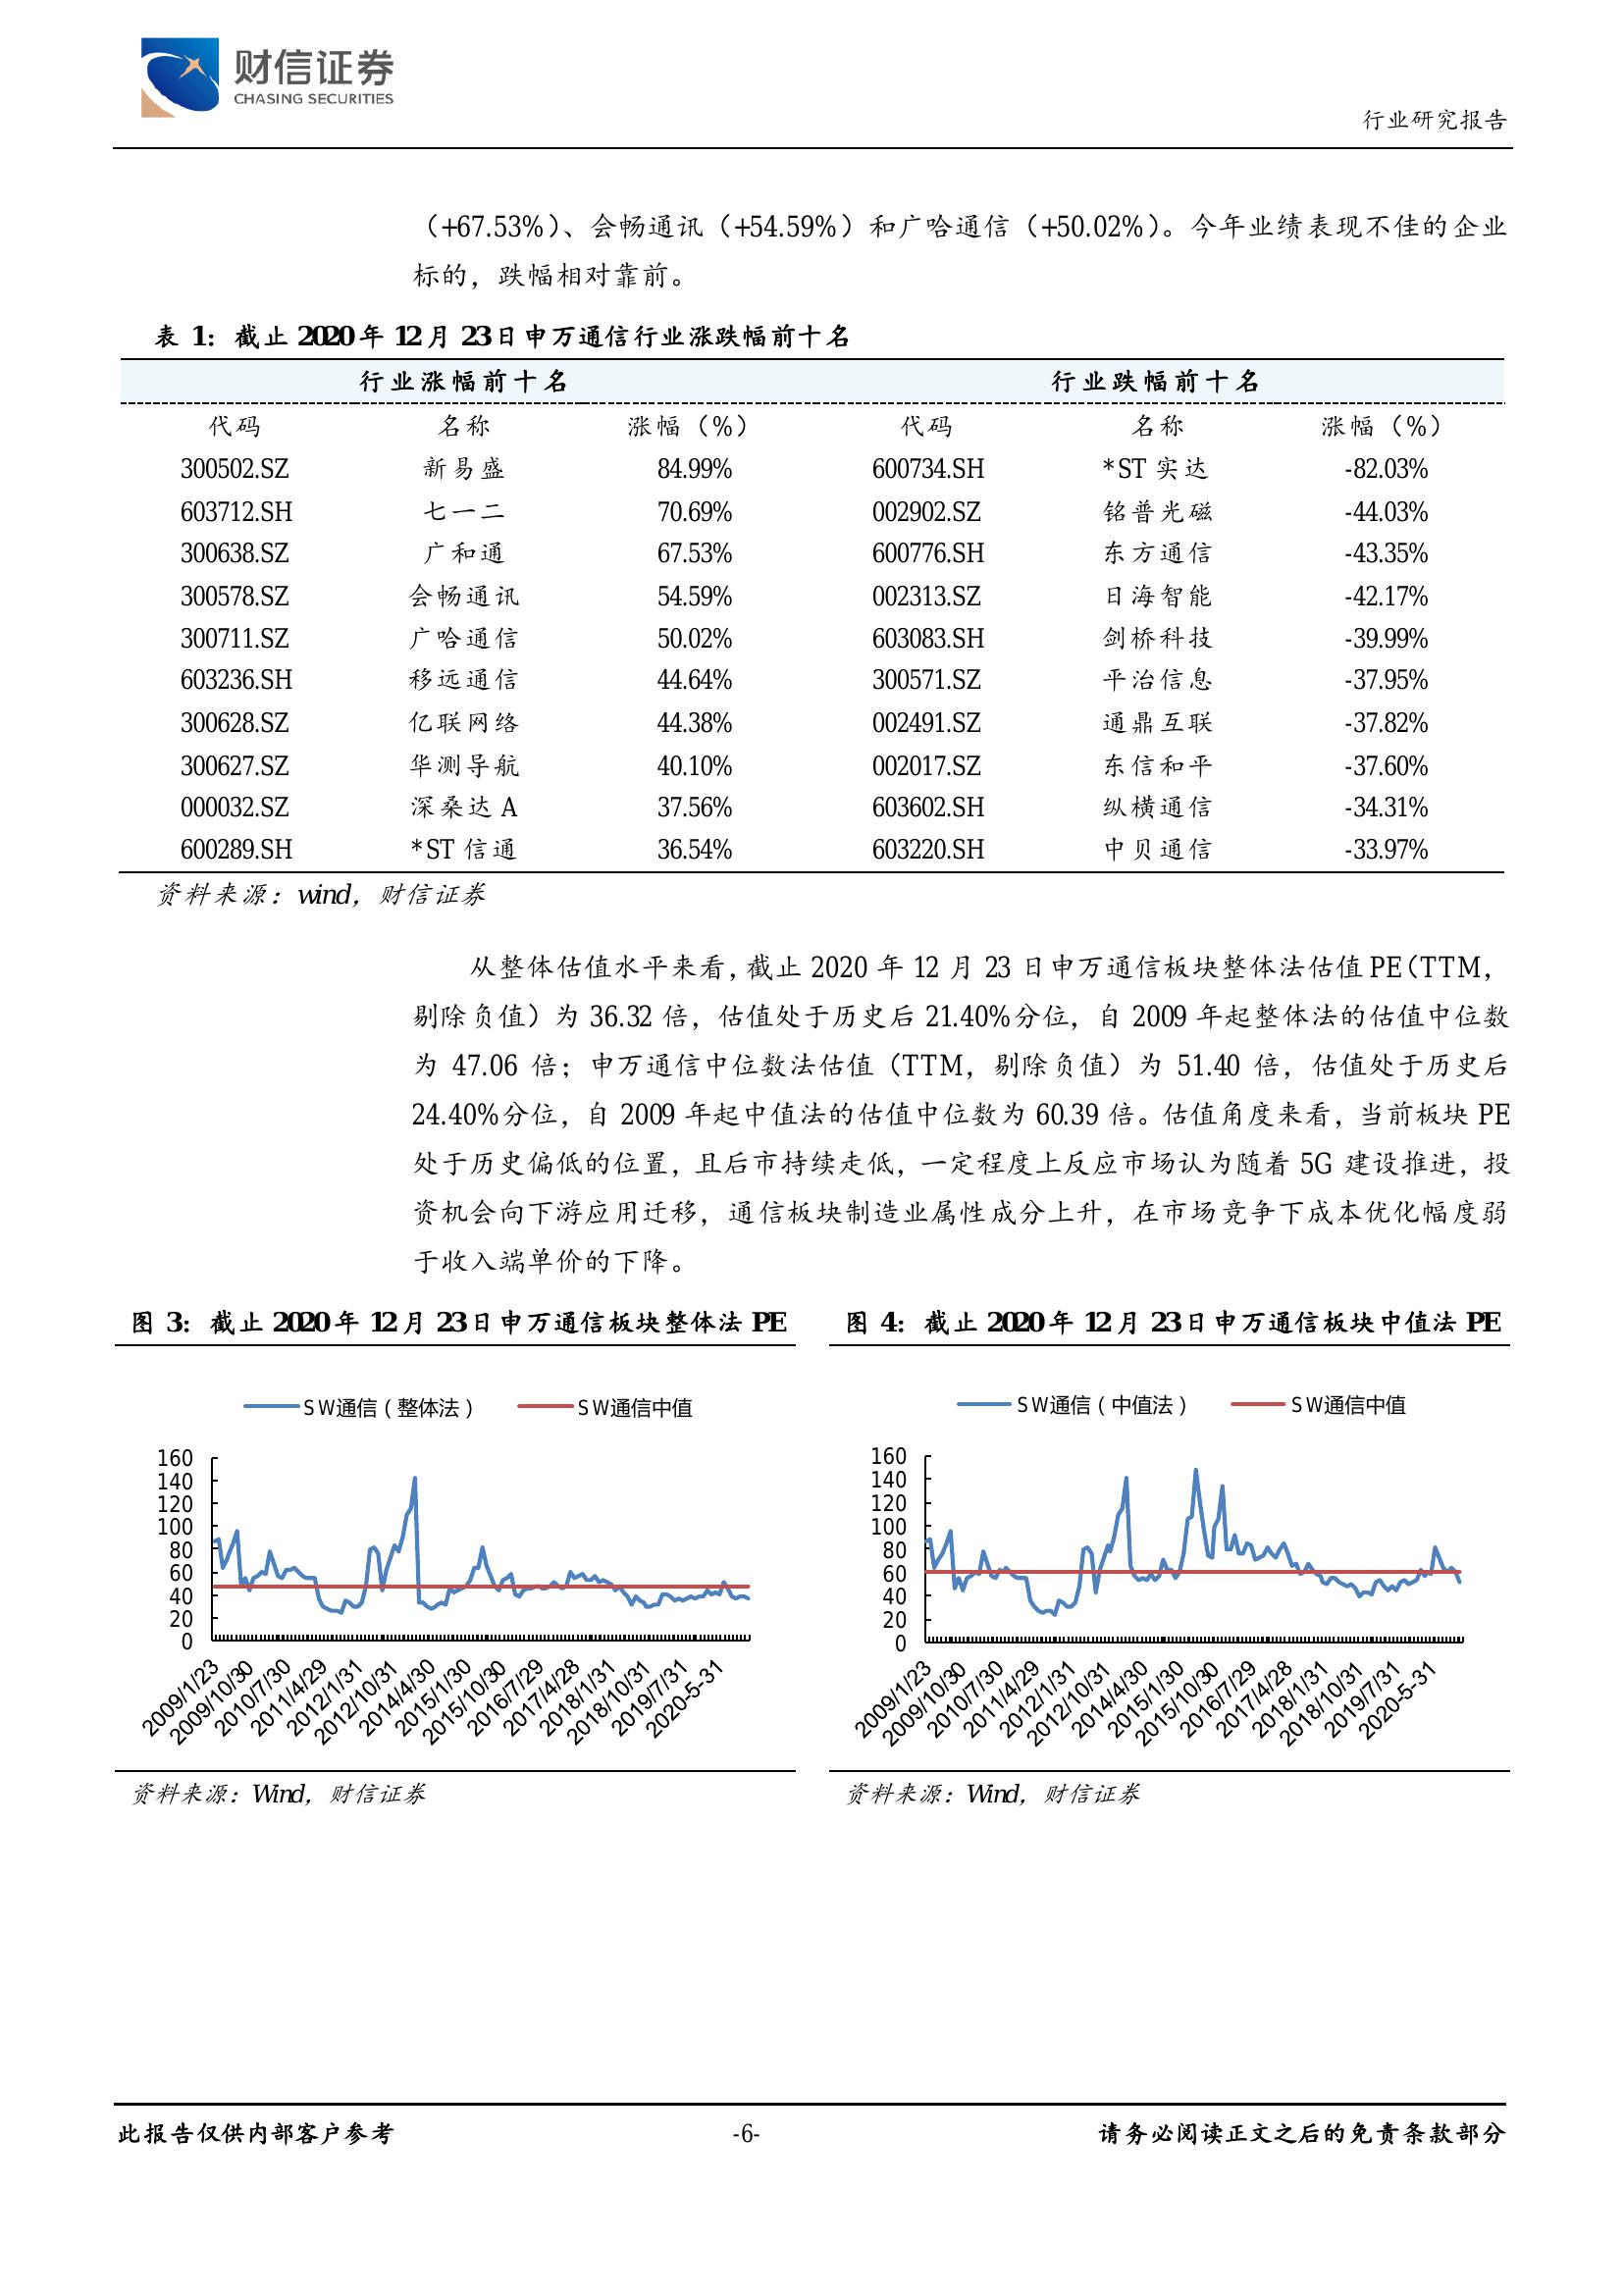 财信证券
CHASING SECURITIES
行业研究报告
（+67.53%）、会畅通讯（+54.59%）和广哈通信（+50.02%）。今年业绩表现不佳的企业
标的，跌幅相对靠前。
表 1：截止 2020 年 12 月 23 日申万通信行业涨跌幅前十名
行业涨幅前十名 行业跌幅前十名
代码 名称 涨幅（%） 代码 名称 涨幅（%）
300502.SZ 新易盛 84.99% 600734.SH *ST 实达 -82.03%
603712.SH 七一二 70.69% 002902.SZ 铭普光磁 -44.03%
300638.SZ 广和通 67.53% 600776.SH 东方通信 -43.35%
300578.SZ 会畅通讯 54.59% 002313.SZ 日海智能 -42.17%
300711.SZ 广哈通信 50.02% 603083.SH 剑桥科技 -39.99%
603236.SH 移远通信 44.64% 300571.SZ 平治信息 -37.95%
300628.SZ 亿联网络 44.38% 002491.SZ 通鼎互联 -37.82%
300627.SZ 华测导航 40.10% 002017.SZ 东信和平 -37.60%
000032.SZ 深桑达 A 37.56% 603602.SH 纵横通信 -34.31%
600289.SH *ST 信通 36.54% 603220.SH 中贝通信 -33.97%
资料来源：wind，财信证券
从整体估值水平来看，截止 2020 年 12 月 23 日申万通信板块整体法估值 PE（TTM，
剔除负值）为 36.32 倍，估值处于历史后 21.40%分位，自 2009 年起整体法的估值中位数
为 47.06 倍；申万通信中位数法估值（TTM，剔除负值）为 51.40 倍，估值处于历史后
24.40%分位，自 2009 年起中值法的估值中位数为 60.39 倍。估值角度来看，当前板块 PE
处于历史偏低的位置，且后市持续走低，一定程度上反应市场认为随着 5G 建设推进，投
资机会向下游应用迁移，通信板块制造业属性成分上升，在市场竞争下成本优化幅度弱
于收入端单价的下降。
图 3：截止 2020 年 12 月 23 日申万通信板块整体法 PE
SW通信（整体法） SW通信中值
160
140
120
100
80
60
40
20
0
2009/1/23 2009/10/30 2010/7/30 2011/4/29 2012/1/31 2012/10/31 2014/4/30 2015/1/30 2015/10/30 2016/7/29 2017/4/28 2018/1/31 2018/10/31 2019/7/31 2020-5-31
资料来源：Wind，财信证券
图 4：截止 2020 年 12 月 23 日申万通信板块中值法 PE
SW通信（中值法） SW通信中值
160
140
120
100
80
60
40
20
0
2009/1/23 2009/10/30 2010/7/30 2011/4/29 2012/1/31 2012/10/31 2014/4/30 2015/1/30 2015/10/30 2016/7/29 2017/4/28 2018/1/31 2018/10/31 2019/7/31 2020-5-31
资料来源：Wind，财信证券
此报告仅供内部客户参考 -6- 请务必阅读正文之后的免责条款部分